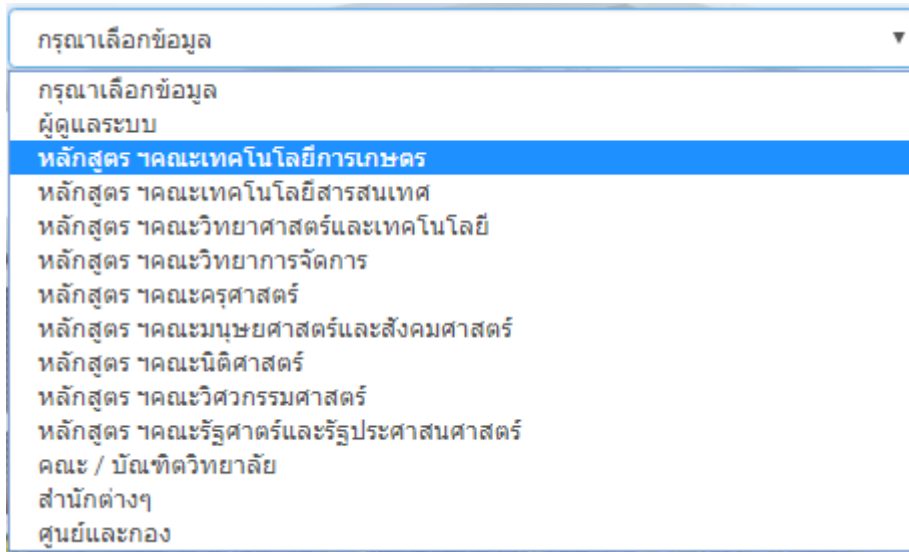 กรุณาเลือกข้อมูล
กรุณาเลือกข้อมูล
ผู้ดูแลระบบ
หลักสูตร ฯคณะเทคโนโลยีการเกษตร
หลักสูตร ฯคณะเทคโนโลยีสารสนเทศ
หลักสูตร ฯคณะวิทยาศาสตร์และเทคโนโลยี
หลักสูตร ฯคณะวิทยาการจัดการ
หลักสูตร ฯคณะครุศาสตร์
หลักสูตร ฯคณะมนุษยศาสตร์และสังคมศาสตร์
หลักสูตร ฯคณะนิติศาสตร์
หลักสูตร ฯคณะวิศวกรรมศาสตร์
หลักสูตร ฯคณะรัฐศาตร์และรัฐประศาสนศาสตร์
คณะ / บัณฑิตวิทยาลัย
สำนักต่างๆ
ศูนย์และกอง